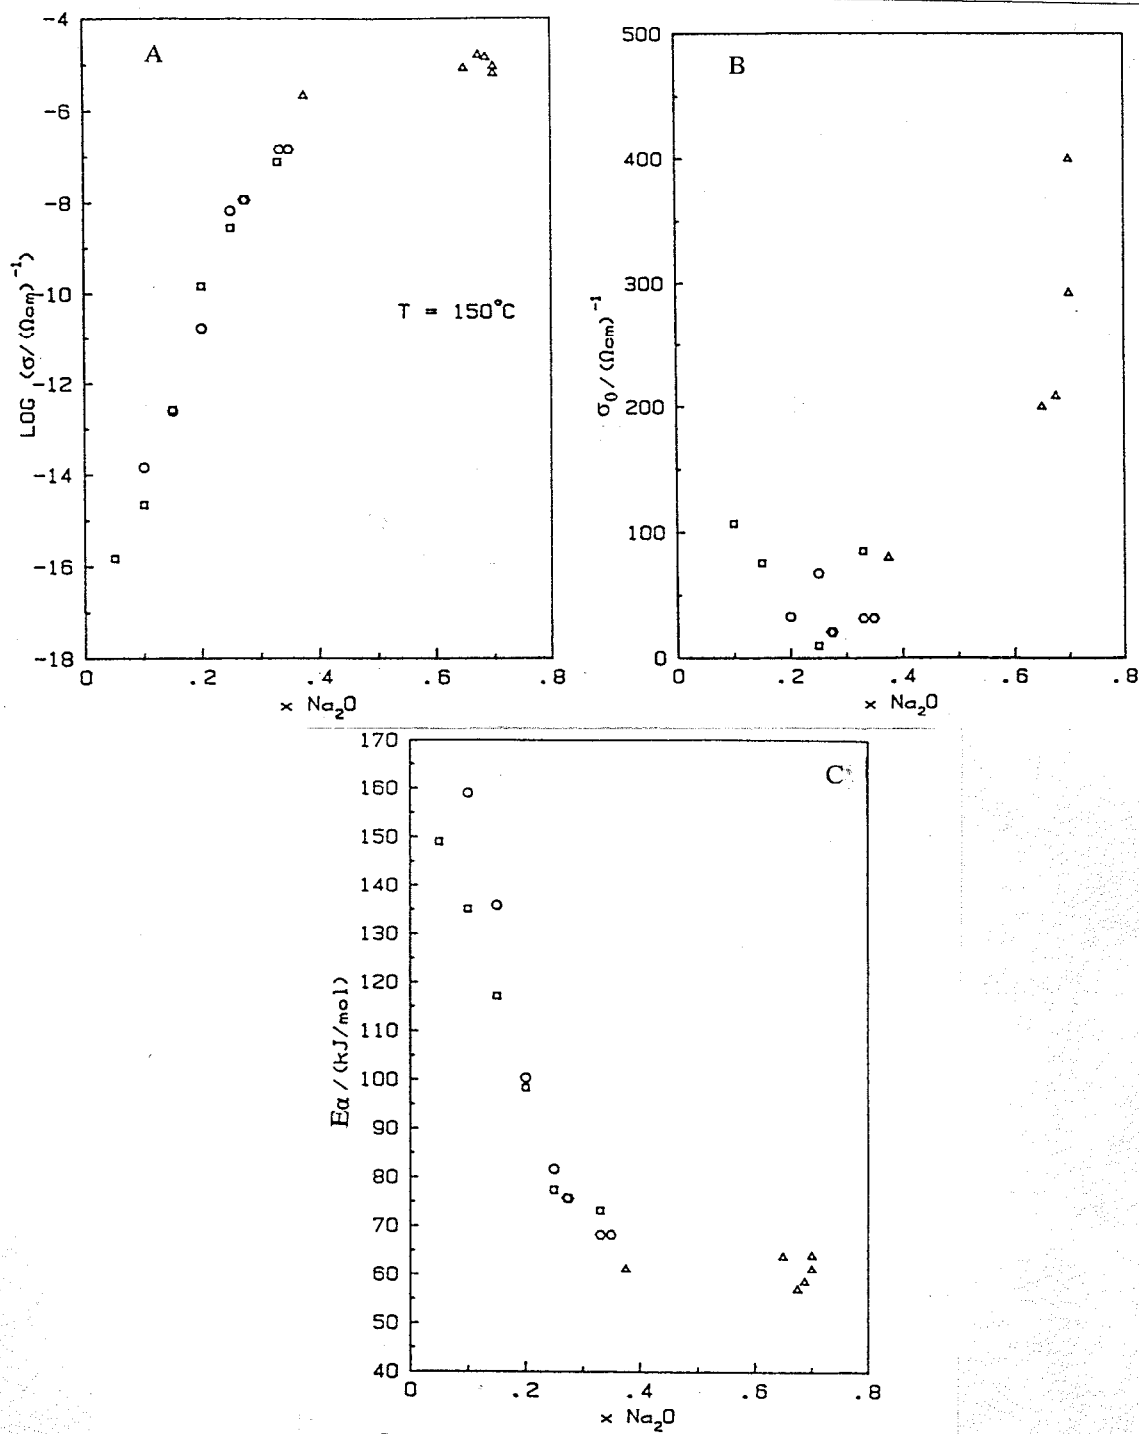 A
-4
-6
-8
-10
-12
-14
-16
-18
LOG (σ/(Ωcm)⁻¹)
T = 150°C
0 .2 .4 .6 .8
x Na₂O
B
500
400
300
200
100
0
σ₀/(Ωcm)⁻¹
0 .2 .4 .6 .8
x Na₂O
C
170
160
150
140
130
120
110
100
90
80
70
60
50
40
Eα/(kJ/mol)
0 .2 .4 .6 .8
x Na₂O